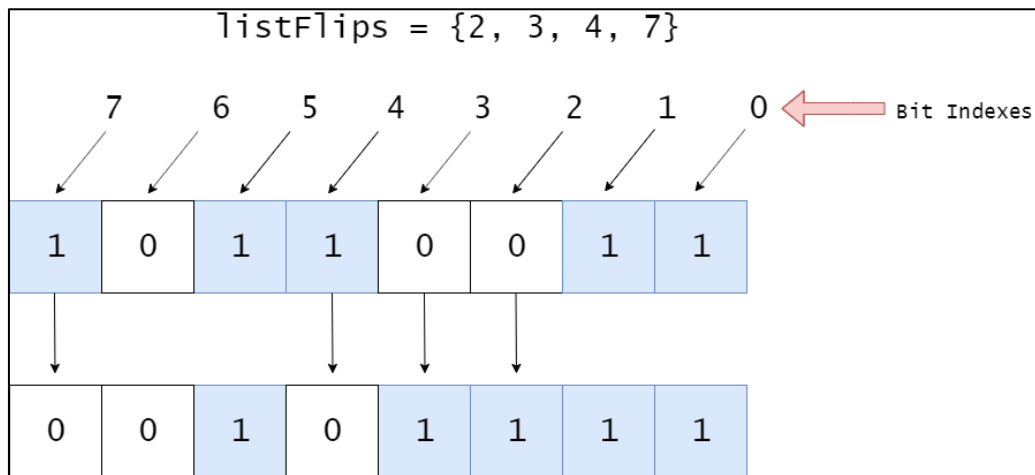 listFlips = {2, 3, 4, 7}
7 6 5 4 3 2 1 0 Bit Indexes
1 0 1 1 0 0 1 1
0 0 1 0 1 1 1 1